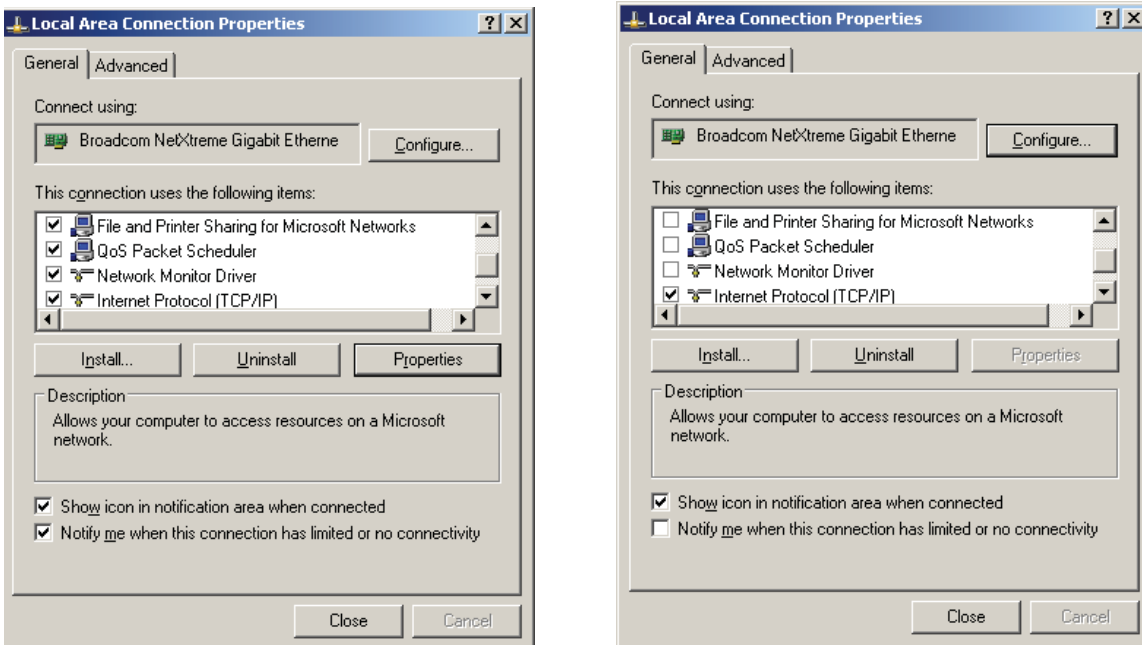 Local Area Connection Properties
General Advanced
Connect using:
Broadcom NetXtreme Gigabit Etherne
Configure...
This connection uses the following items:
File and Printer Sharing for Microsoft Networks
QoS Packet Scheduler
Network Monitor Driver
Internet Protocol (TCP/IP)
Install... Uninstall Properties
Description
Allows your computer to access resources on a Microsoft
network.
Show icon in notification area when connected
Notify me when this connection has limited or no connectivity
Close Cancel
Local Area Connection Properties
General Advanced
Connect using:
Broadcom NetXtreme Gigabit Etherne
Configure...
This connection uses the following items:
File and Printer Sharing for Microsoft Networks
QoS Packet Scheduler
Network Monitor Driver
Internet Protocol (TCP/IP)
Install... Uninstall Properties
Description
Allows your computer to access resources on a Microsoft
network.
Show icon in notification area when connected
Notify me when this connection has limited or no connectivity
Close Cancel